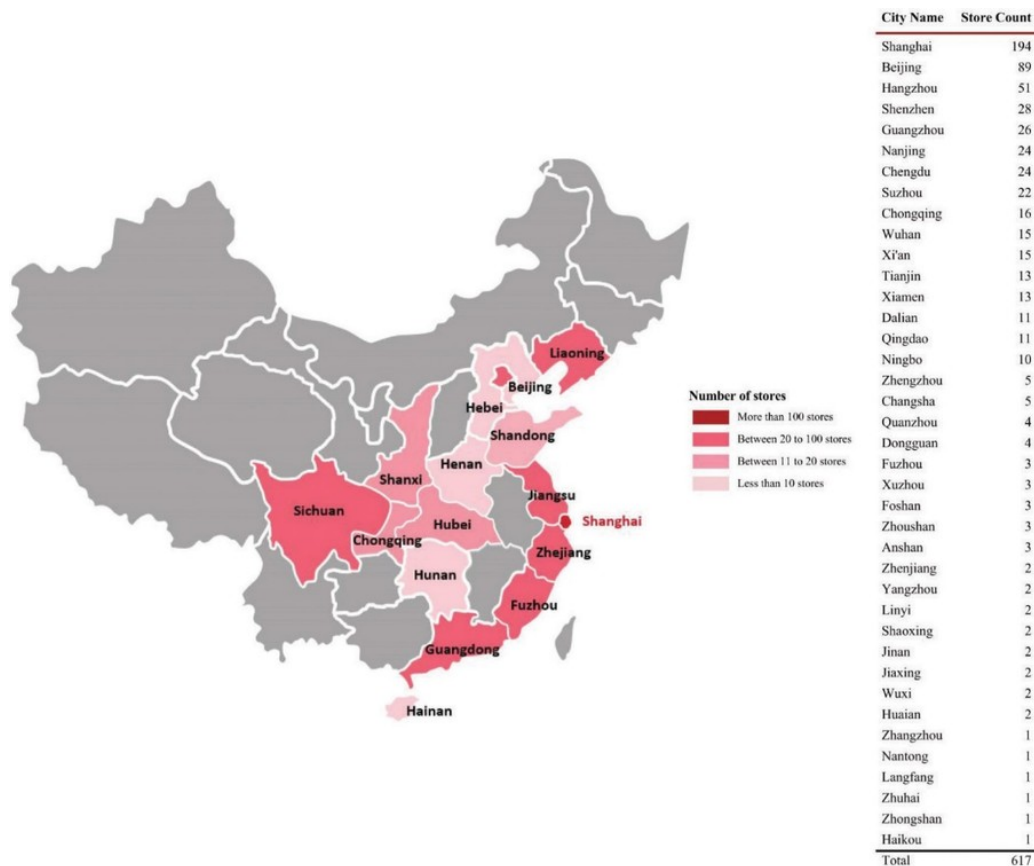 City Name Store Count
Shanghai 194
Beijing 89
Hangzhou 51
Shenzhen 28
Guangzhou 26
Nanjing 24
Chengdu 24
Suzhou 22
Chongqing 16
Wuhan 15
Xi'an 15
Tianjin 13
Xiamen 13
Dalian 11
Qingdao 11
Ningbo 10
Zhengzhou 5
Changsha 5
Quanzhou 4
Dongguan 4
Fuzhou 3
Xuzhou 3
Foshan 3
Zhoushan 3
Anshan 3
Zhenjiang 2
Yangzhou 2
Linyi 2
Shaoxing 2
Jinan 2
Jiaxing 2
Wuxi 2
Huaian 2
Zhangzhou 1
Nantong 1
Langfang 1
Zhuhai 1
Zhongshan 1
Haikou 1
Total 617
Liaoning
Beijing
Hebei
Shandong
Henan
Shanxi
Jiangsu
Sichuan
Shanghai
Hubei
Chongqing
Zhejiang
Hunan
Fuzhou
Guangdong
Hainan
Number of stores
More than 100 stores
Between 20 to 100 stores
Between 11 to 20 stores
Less than 10 stores